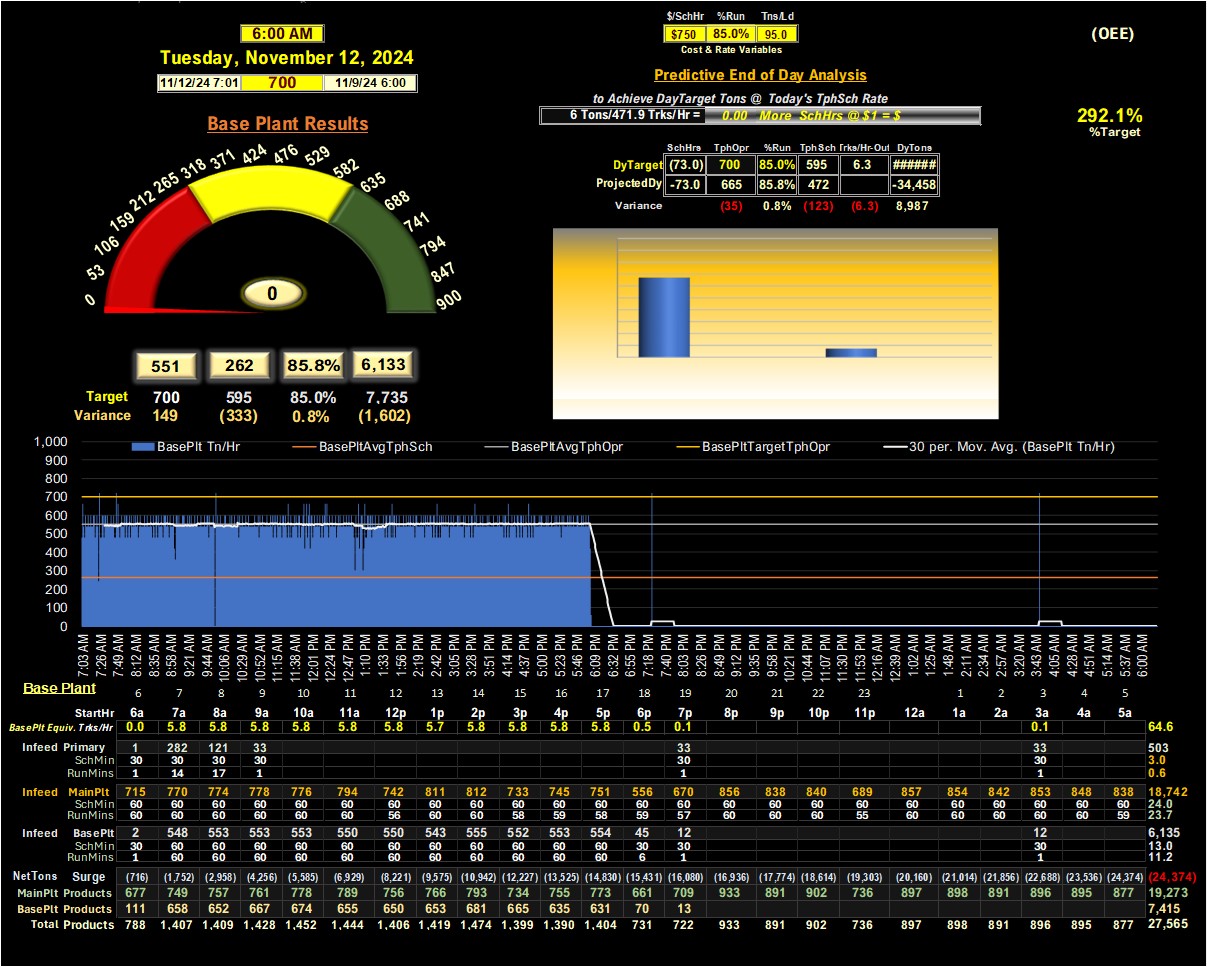 $/SchHr %Run Tns/Ld
6:00 AM
$750 85.0% 95.0
(OEE)
Cost & Rate Variables
Tuesday, November 12, 2024
Predictive End of Day Analysis
11/12/24 7:01 700 11/9/24 6:00
to Achieve DayTarget Tons @ Today's TphSch Rate
6 Tons/471.9 Trks/Hr = 0.00 More SchHrs @ $1 = $
292.1%
%Target
Base Plant Results
SchHrs TphOpr %Run TphSch Trks/Hr-Out DyTons
DyTarget (73.0) 700 85.0% 595 6.3 ######
ProjectedDy -73.0 665 85.8% 472 -34,458
Variance (35) 0.8% (123) (6.3) 8,987
0 53 106 159 212 265 318 371 424 476 529 582 635 688 741 794 847 900
0
551 262 85.8% 6,133
Target 700 595 85.0% 7,735
Variance 149 (333) 0.8% (1,602)
BasePlt Tn/Hr BasePltAvgTphSch BasePltAvgTphOpr BasePltTargetTphOpr 30 per. Mov. Avg. (BasePlt Tn/Hr)
1,000
900
800
700
600
500
400
300
200
100
0
7:03 AM 7:26 AM 7:49 AM 8:12 AM 8:35 AM 8:58 AM 9:21 AM 9:44 AM 10:06 AM 10:29 AM 10:52 AM 11:15 AM 11:38 AM 12:01 PM 12:24 PM 12:47 PM 1:10 PM 1:33 PM 1:56 PM 2:19 PM 2:42 PM 3:05 PM 3:28 PM 3:51 PM 4:14 PM 4:37 PM 5:00 PM 5:23 PM 5:46 PM 6:09 PM 6:32 PM 7:18 PM 7:40 PM 8:03 PM 8:26 PM 8:49 PM 9:12 PM 9:35 PM 9:58 PM 10:21 PM 10:44 PM 11:07 PM 11:30 PM 11:53 PM 12:16 AM 12:39 AM 1:02 AM 1:25 AM 1:48 AM 2:11 AM 2:34 AM 2:57 AM 3:20 AM 3:43 AM 4:05 AM 4:28 AM 4:51 AM 5:14 AM 5:37 AM 6:00 AM
Base Plant
6 7 8 9 10 11 12 13 14 15 16 17 18 19 20 21 22 23 1 2 3 4 5
StartHr 6a 7a 8a 9a 10a 11a 12p 1p 2p 3p 4p 5p 6p 7p 8p 9p 10p 11p 12a 1a 2a 3a 4a 5a
BasePlt Equiv. Trks/Hr 0.0 5.8 5.8 5.8 5.8 5.8 5.8 5.7 5.8 5.8 5.8 5.8 0.5 0.1 0.1 64.6
Infeed Primary 1 282 121 33 33 33 503
SchMin 30 30 30 30 30 30 3.0
RunMins 1 14 17 1 1 1 0.6
Infeed MainPlt 715 770 774 778 776 794 742 811 812 733 745 751 556 670 856 838 840 689 857 854 842 853 848 838 18,742
SchMin 60 60 60 60 60 60 60 60 60 60 60 60 60 60 60 60 60 60 60 60 60 60 60 60 24.0
RunMins 60 60 60 60 60 60 56 60 60 58 59 58 59 57 60 60 60 55 60 60 60 60 60 59 23.7
Infeed BasePlt 2 548 553 553 553 550 550 543 555 552 553 554 45 12 12 6,135
SchMin 30 60 60 60 60 60 60 60 60 60 60 60 30 30 30 13.0
RunMins 1 60 60 60 60 60 60 60 60 60 60 60 6 1 1 11.2
NetTons Surge (716) (1,752) (2,958) (4,256) (5,585) (6,929) (8,221) (9,575) (10,942) (12,227) (13,525) (14,830) (15,431) (16,080) (16,936) (17,774) (18,614) (19,303) (20,160) (21,014) (21,856) (22,688) (23,536) (24,374) (24,374)
MainPlt Products 677 749 757 761 778 789 756 766 793 734 755 773 661 709 933 891 902 736 897 898 891 896 895 877 19,273
BasePlt Products 111 658 652 667 674 655 650 653 681 665 635 631 70 13 7,415
Total Products 788 1,407 1,409 1,428 1,452 1,444 1,406 1,419 1,474 1,399 1,390 1,404 731 722 933 891 902 736 897 898 891 896 895 877 27,565